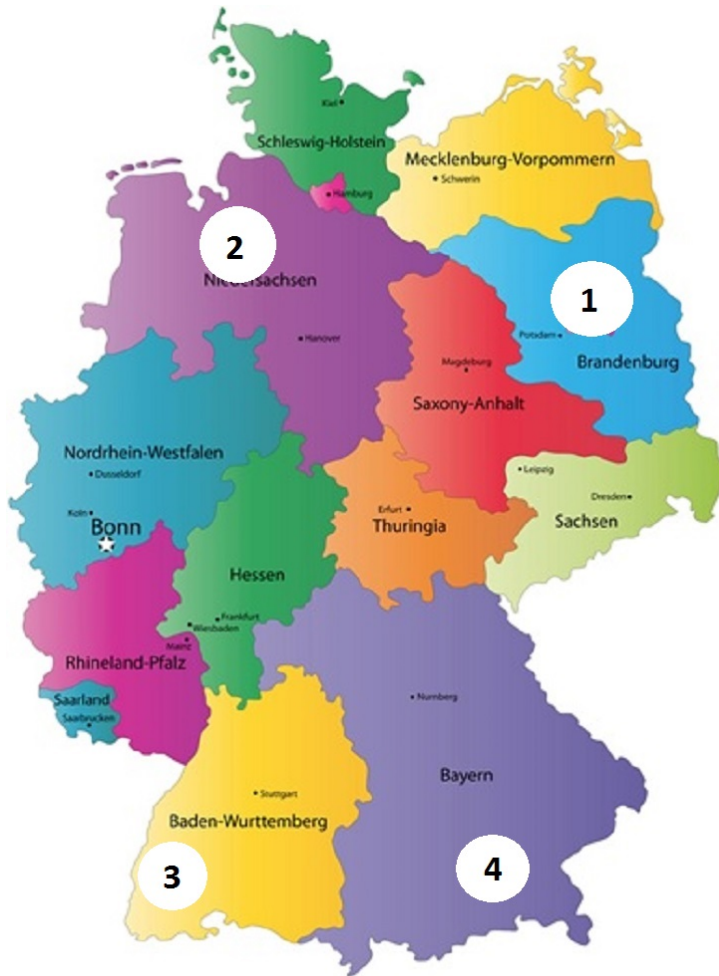 Kiel
Schleswig-Holstein
Mecklenburg-Vorpommern
Schwerin
Hamburg
2
Niedersachsen
1
Potsdam
Hanover
Brandenburg
Magdeburg
Saxony-Anhalt
Nordrhein-Westfalen
Dusseldorf
Leipzig
Dresden
Koln
Bonn
Erfurt
Thuringia
Sachsen
Hessen
Frankfurt
Wiesbaden
Mainz
Rhineland-Pfalz
Saarland
Saarbrucken
Nurnberg
Bayern
Stuttgart
Baden-Wurttemberg
3
4